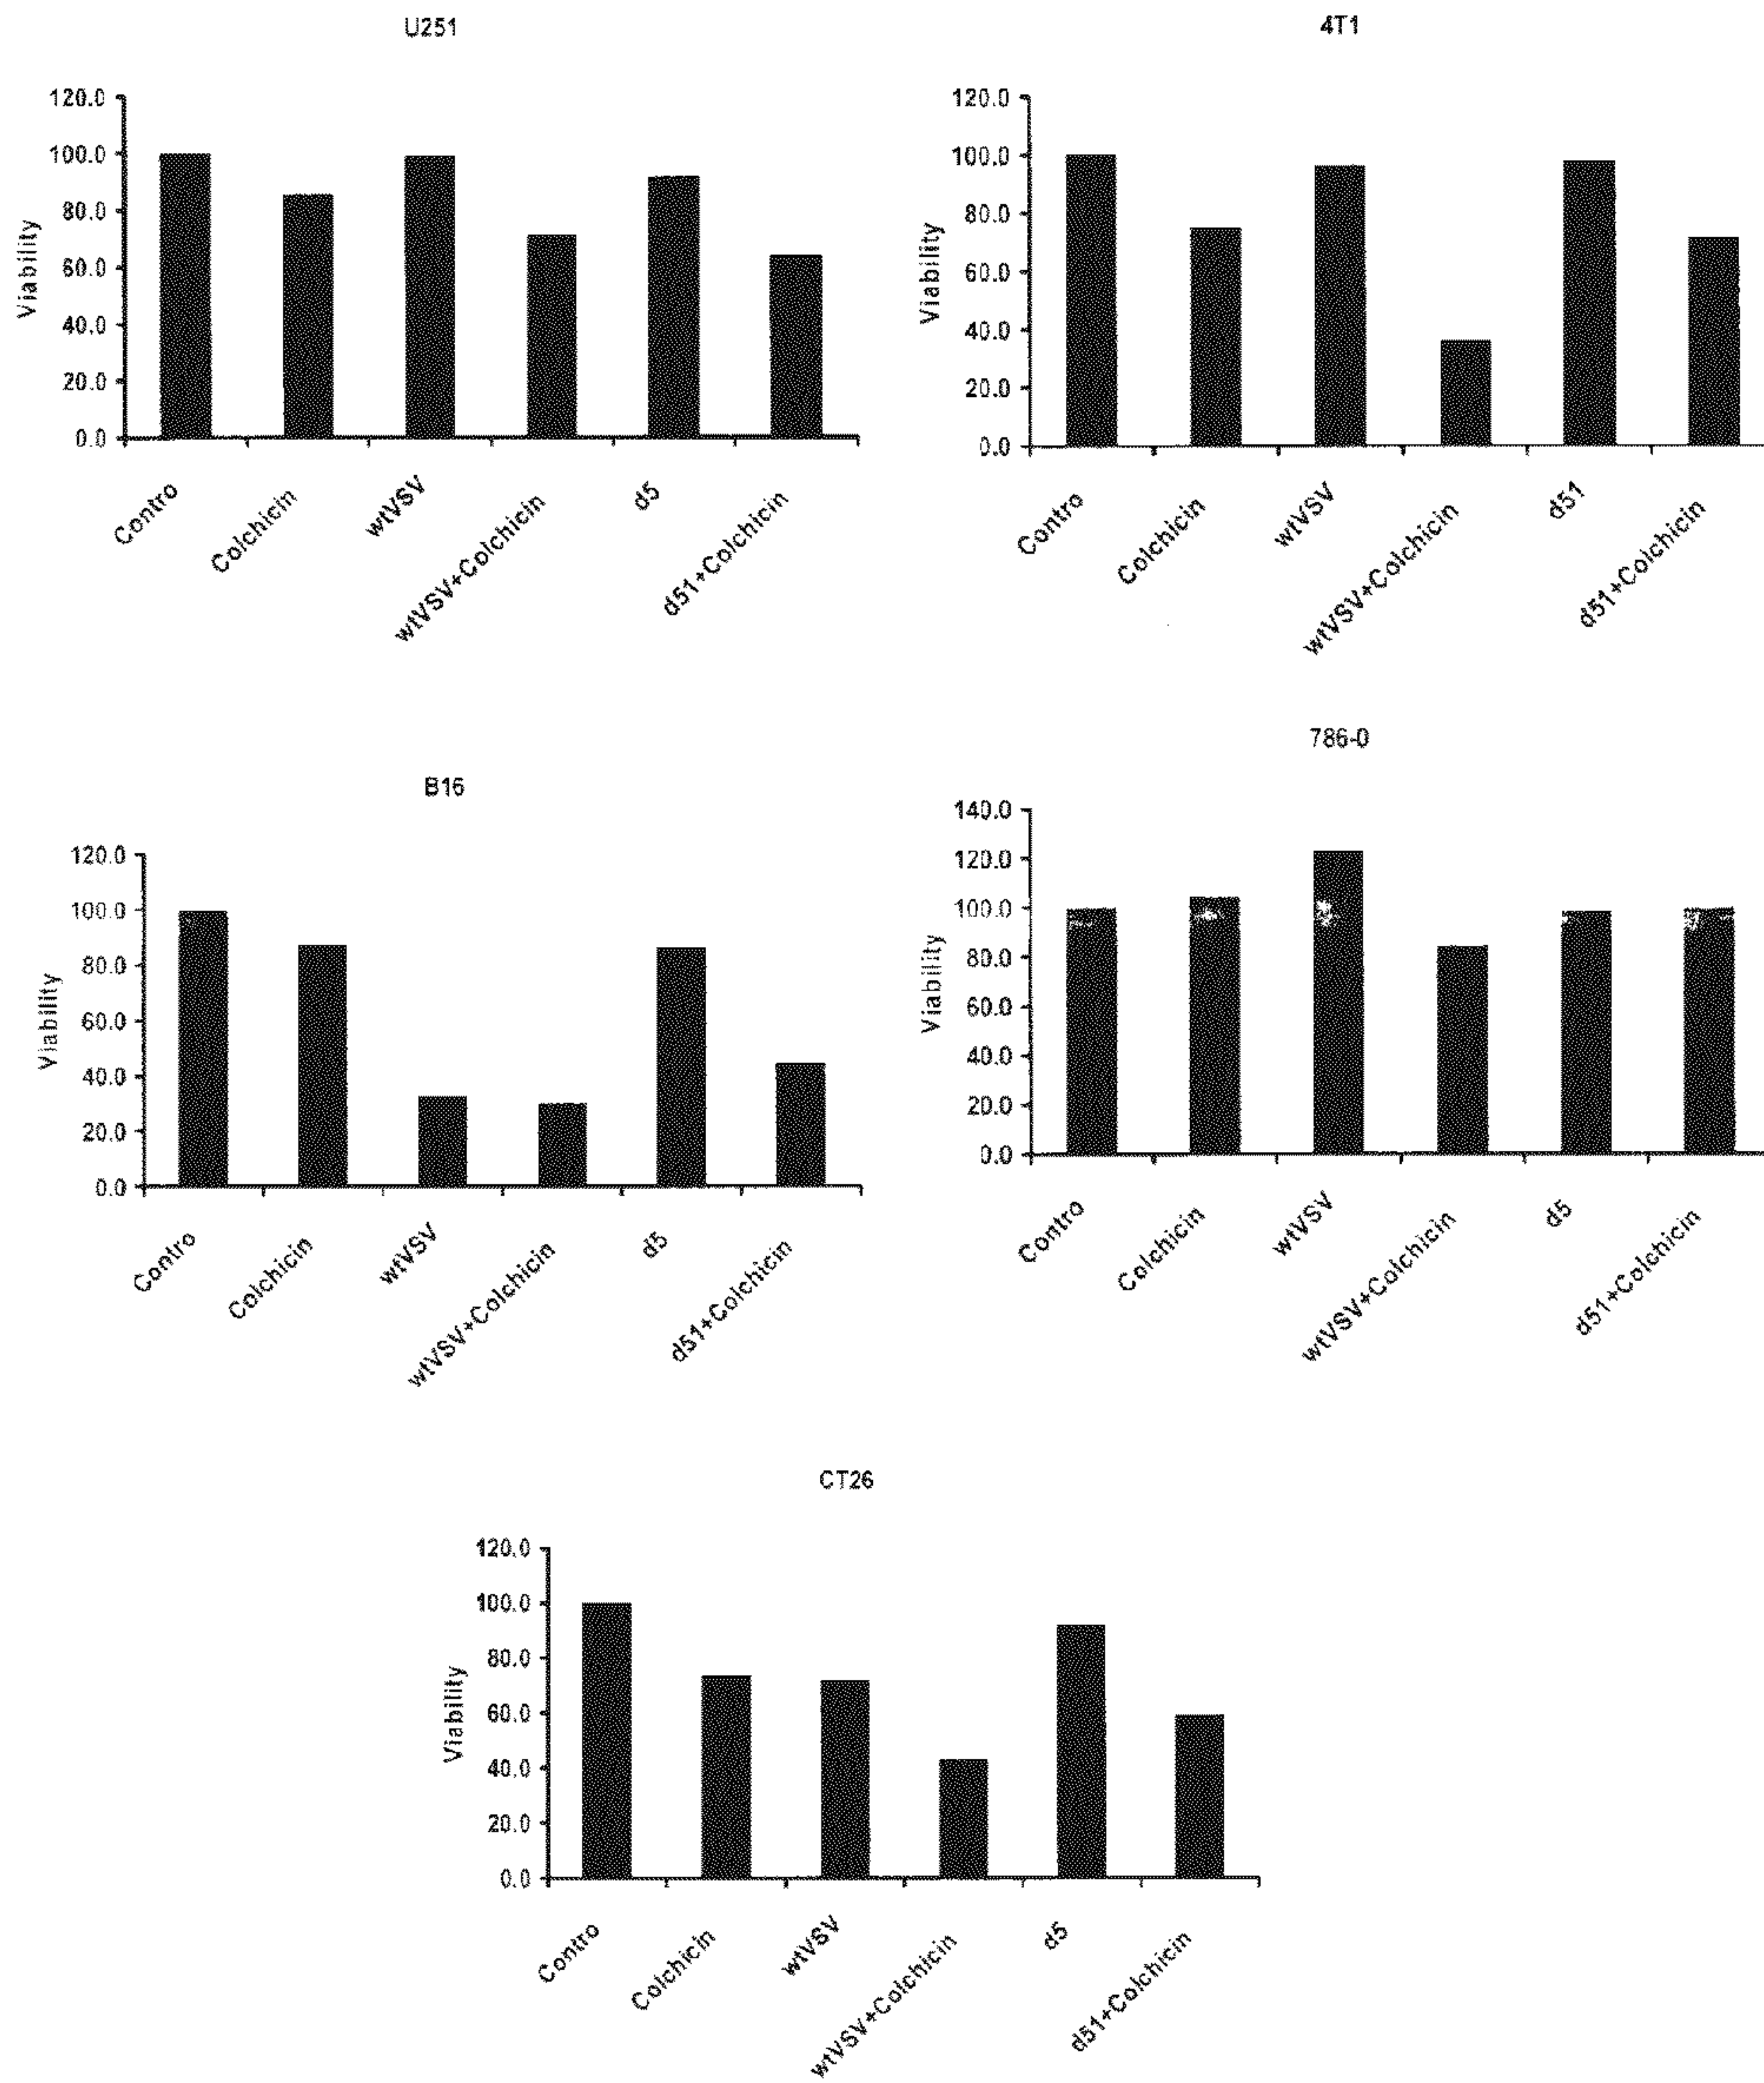 U251
120.0
100.0
80.0
60.0
40.0
20.0
0.0
Viability
Contro
Colchicin
wtVSV
wtVSV+Colchicin
d5
d51+Colchicin
4T1
120.0
100.0
80.0
60.0
40.0
20.0
0.0
Viability
Contro
Colchicin
wtVSV
wtVSV+Colchicin
d51
d51+Colchicin
B16
120.0
100.0
80.0
60.0
40.0
20.0
0.0
Viability
Contro
Colchicin
wtVSV
wtVSV+Colchicin
d5
d51+Colchicin
786-0
140.0
120.0
100.0
80.0
60.0
40.0
20.0
0.0
Viability
Contro
Colchicin
wtVSV
wtVSV+Colchicin
d5
d51+Colchicin
CT26
120.0
100.0
80.0
60.0
40.0
20.0
0.0
Viability
Contro
Colchicin
wtVSV
wtVSV+Colchicin
d5
d51+Colchicin